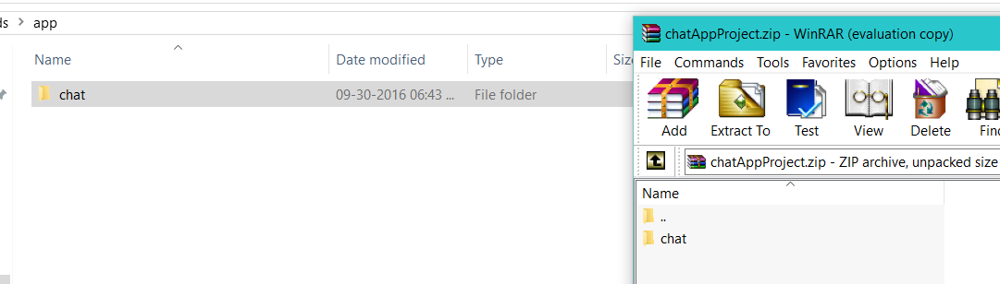 ds > app
Name Date modified Type Size
chat 09-30-2016 06:43 ... File folder
chatAppProject.zip - WinRAR (evaluation copy)
File Commands Tools Favorites Options Help
Add Extract To Test View Delete Find
chatAppProject.zip - ZIP archive, unpacked size
Name
..
chat